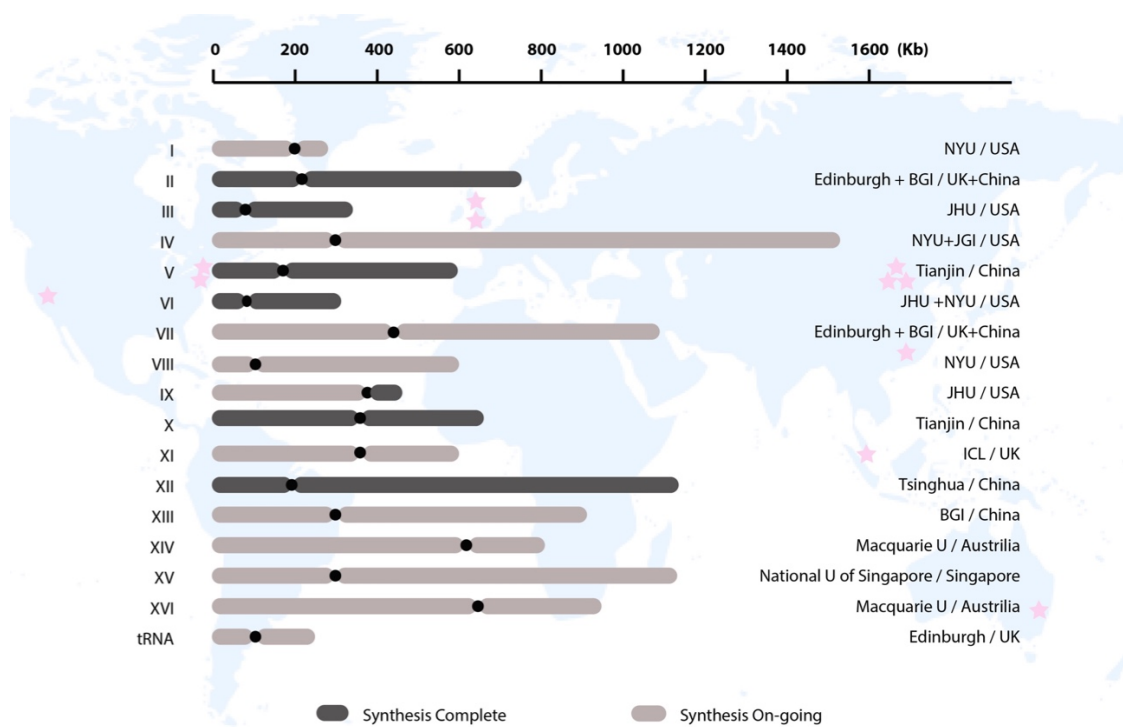 0 200 400 600 800 1000 1200 1400 1600 (Kb)
I NYU / USA
II Edinburgh + BGI / UK+China
III JHU / USA
IV NYU+JGI / USA
V Tianjin / China
VI JHU +NYU / USA
VII Edinburgh + BGI / UK+China
VIII NYU / USA
IX JHU / USA
X Tianjin / China
XI ICL / UK
XII Tsinghua / China
XIII BGI / China
XIV Macquarie U / Austrilia
XV National U of Singapore / Singapore
XVI Macquarie U / Austrilia
tRNA Edinburgh / UK
Synthesis Complete Synthesis On-going